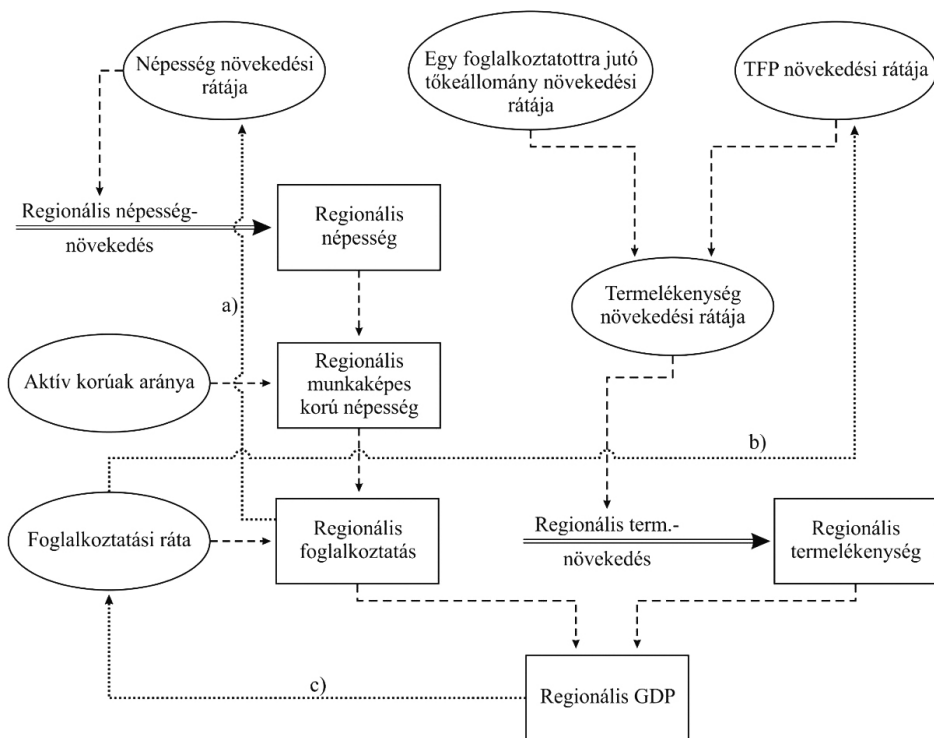 Népesség növekedési
rátája
Egy foglalkoztatottra jutó
tőkeállomány növekedési
rátája
TFP növekedési rátája
Regionális népesség-
növekedés
Regionális
népesség
a)
Termelékenység
növekedési rátája
Aktív korúak aránya
Regionális
munkaképes
korú népesség
b)
Foglalkoztatási ráta
Regionális
foglalkoztatás
Regionális term.-
növekedés
Regionális
termelékenység
c)
Regionális GDP